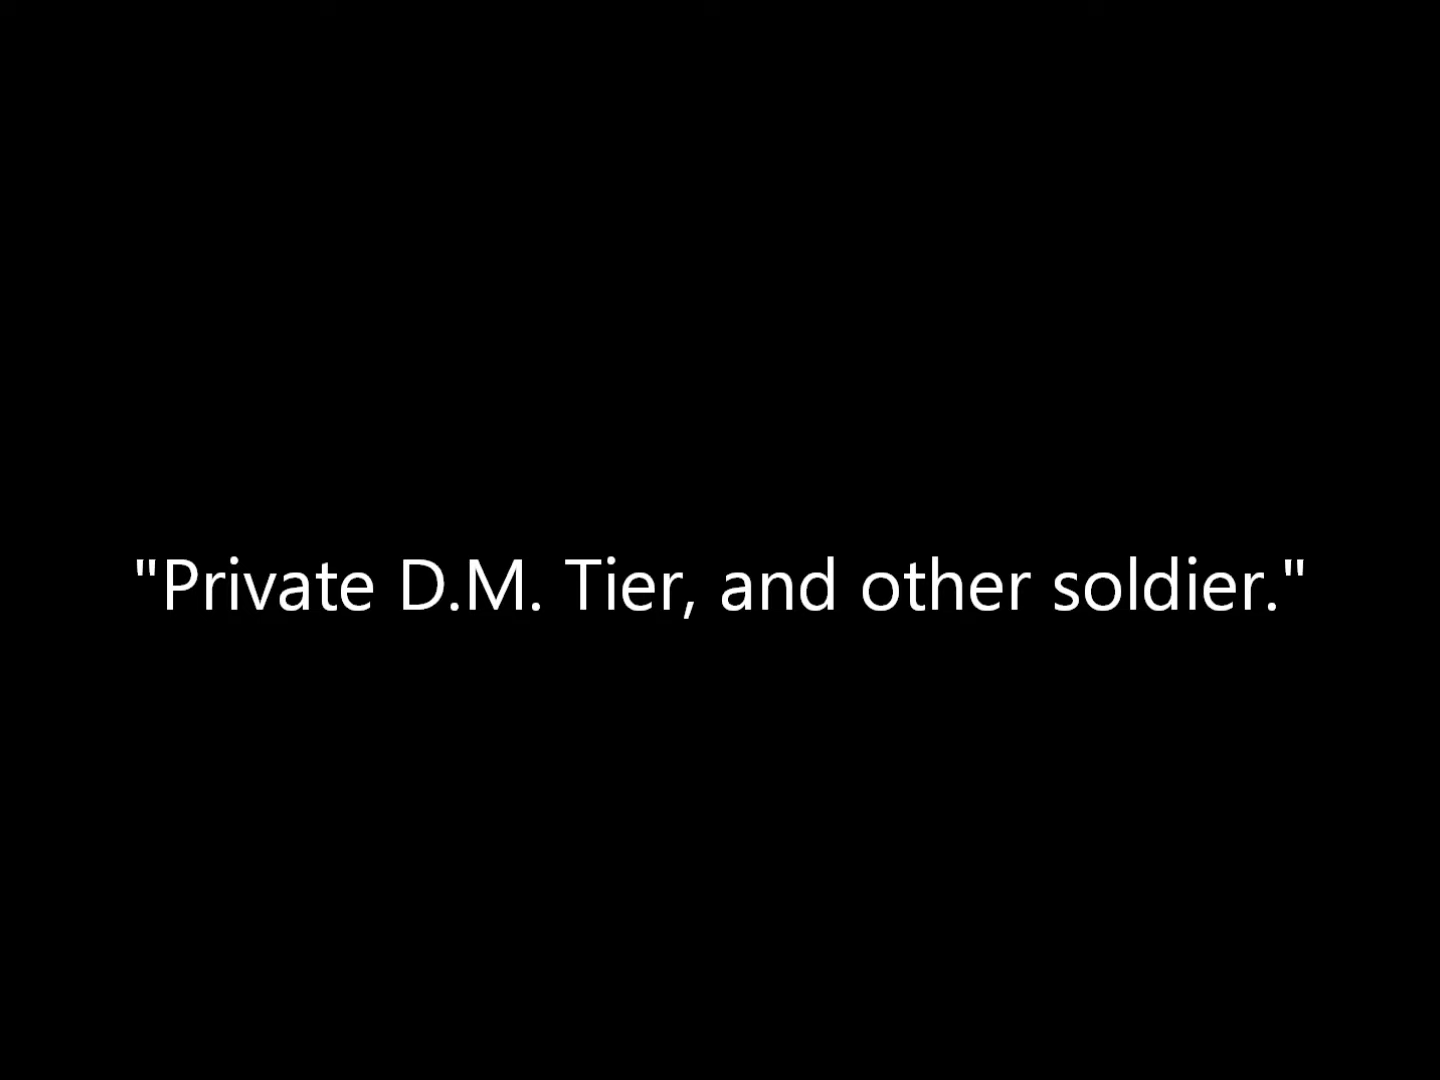 "Private D.M. Tier, and other soldier."